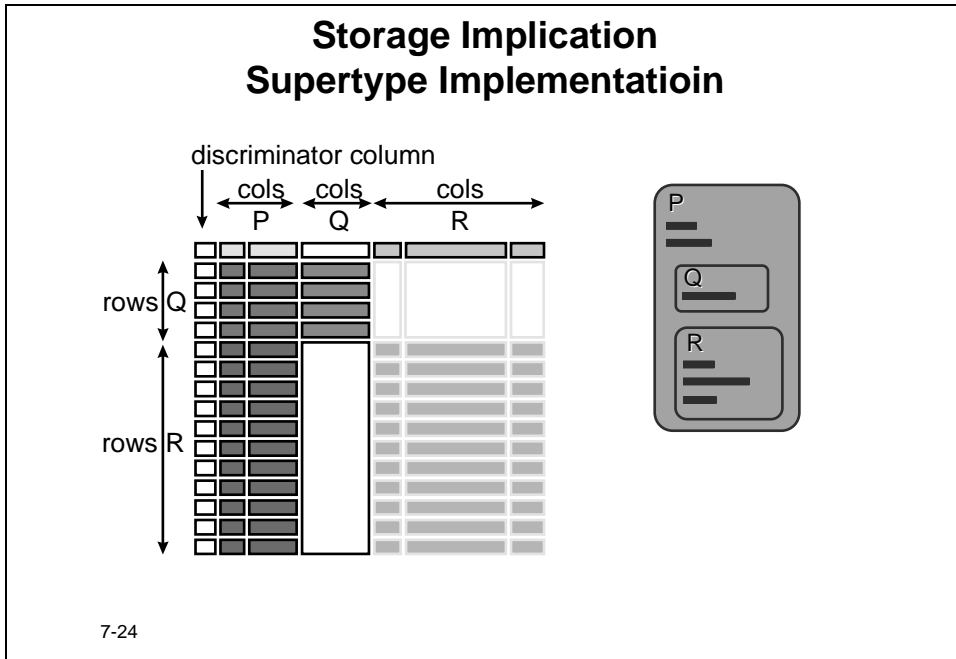 Storage Implication
Supertype Implementatioin
discriminator column
cols cols cols
P Q R
rows Q
rows R
P
Q
R
7-24